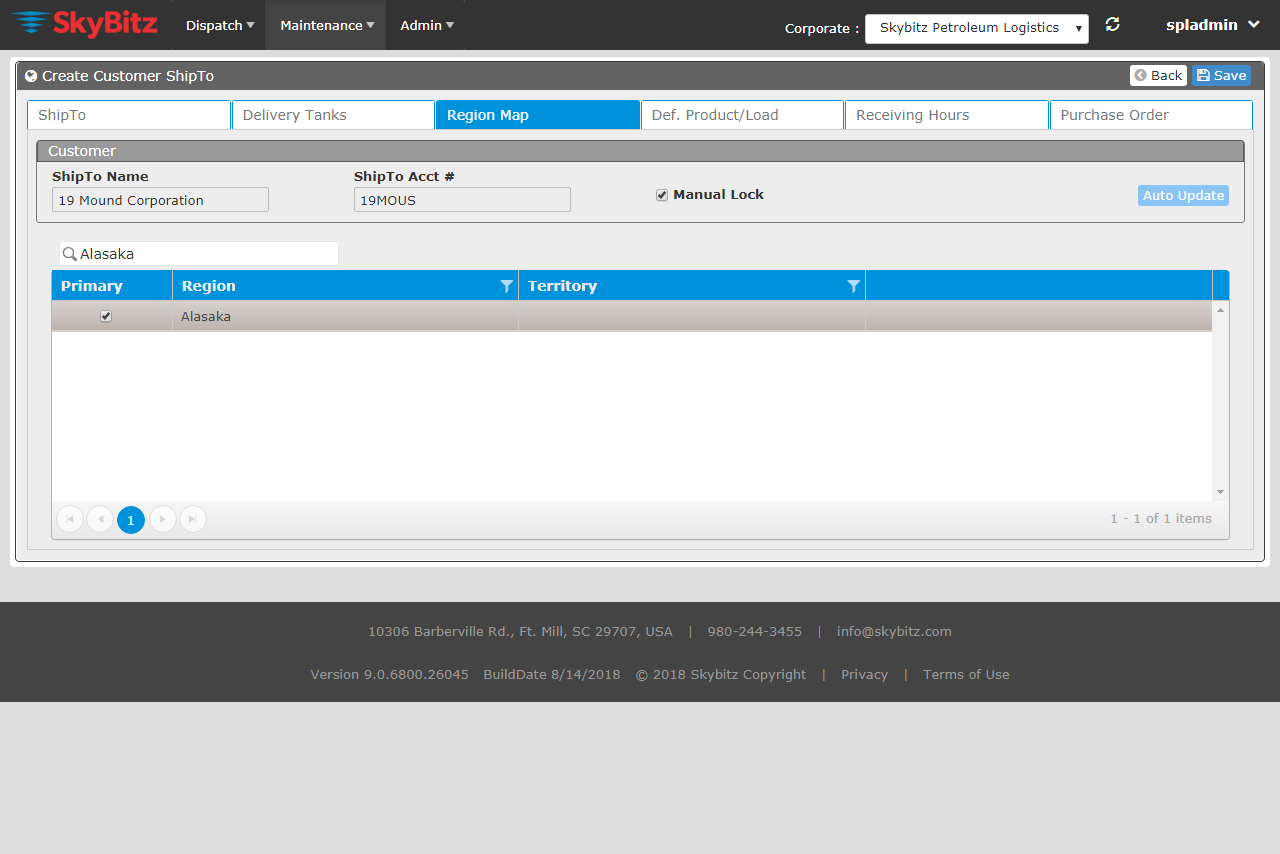 SkyBitz Dispatch Maintenance Admin Corporate : Skybitz Petroleum Logistics spladmin
Create Customer ShipTo Back Save
ShipTo Delivery Tanks Region Map Def. Product/Load Receiving Hours Purchase Order
Customer
ShipTo Name ShipTo Acct #
19 Mound Corporation 19MOUS Manual Lock Auto Update
Alasaka
Primary Region Territory
Alasaka
1 1 - 1 of 1 items
10306 Barberville Rd., Ft. Mill, SC 29707, USA | 980-244-3455 | info@skybitz.com
Version 9.0.6800.26045 BuildDate 8/14/2018 © 2018 Skybitz Copyright | Privacy | Terms of Use